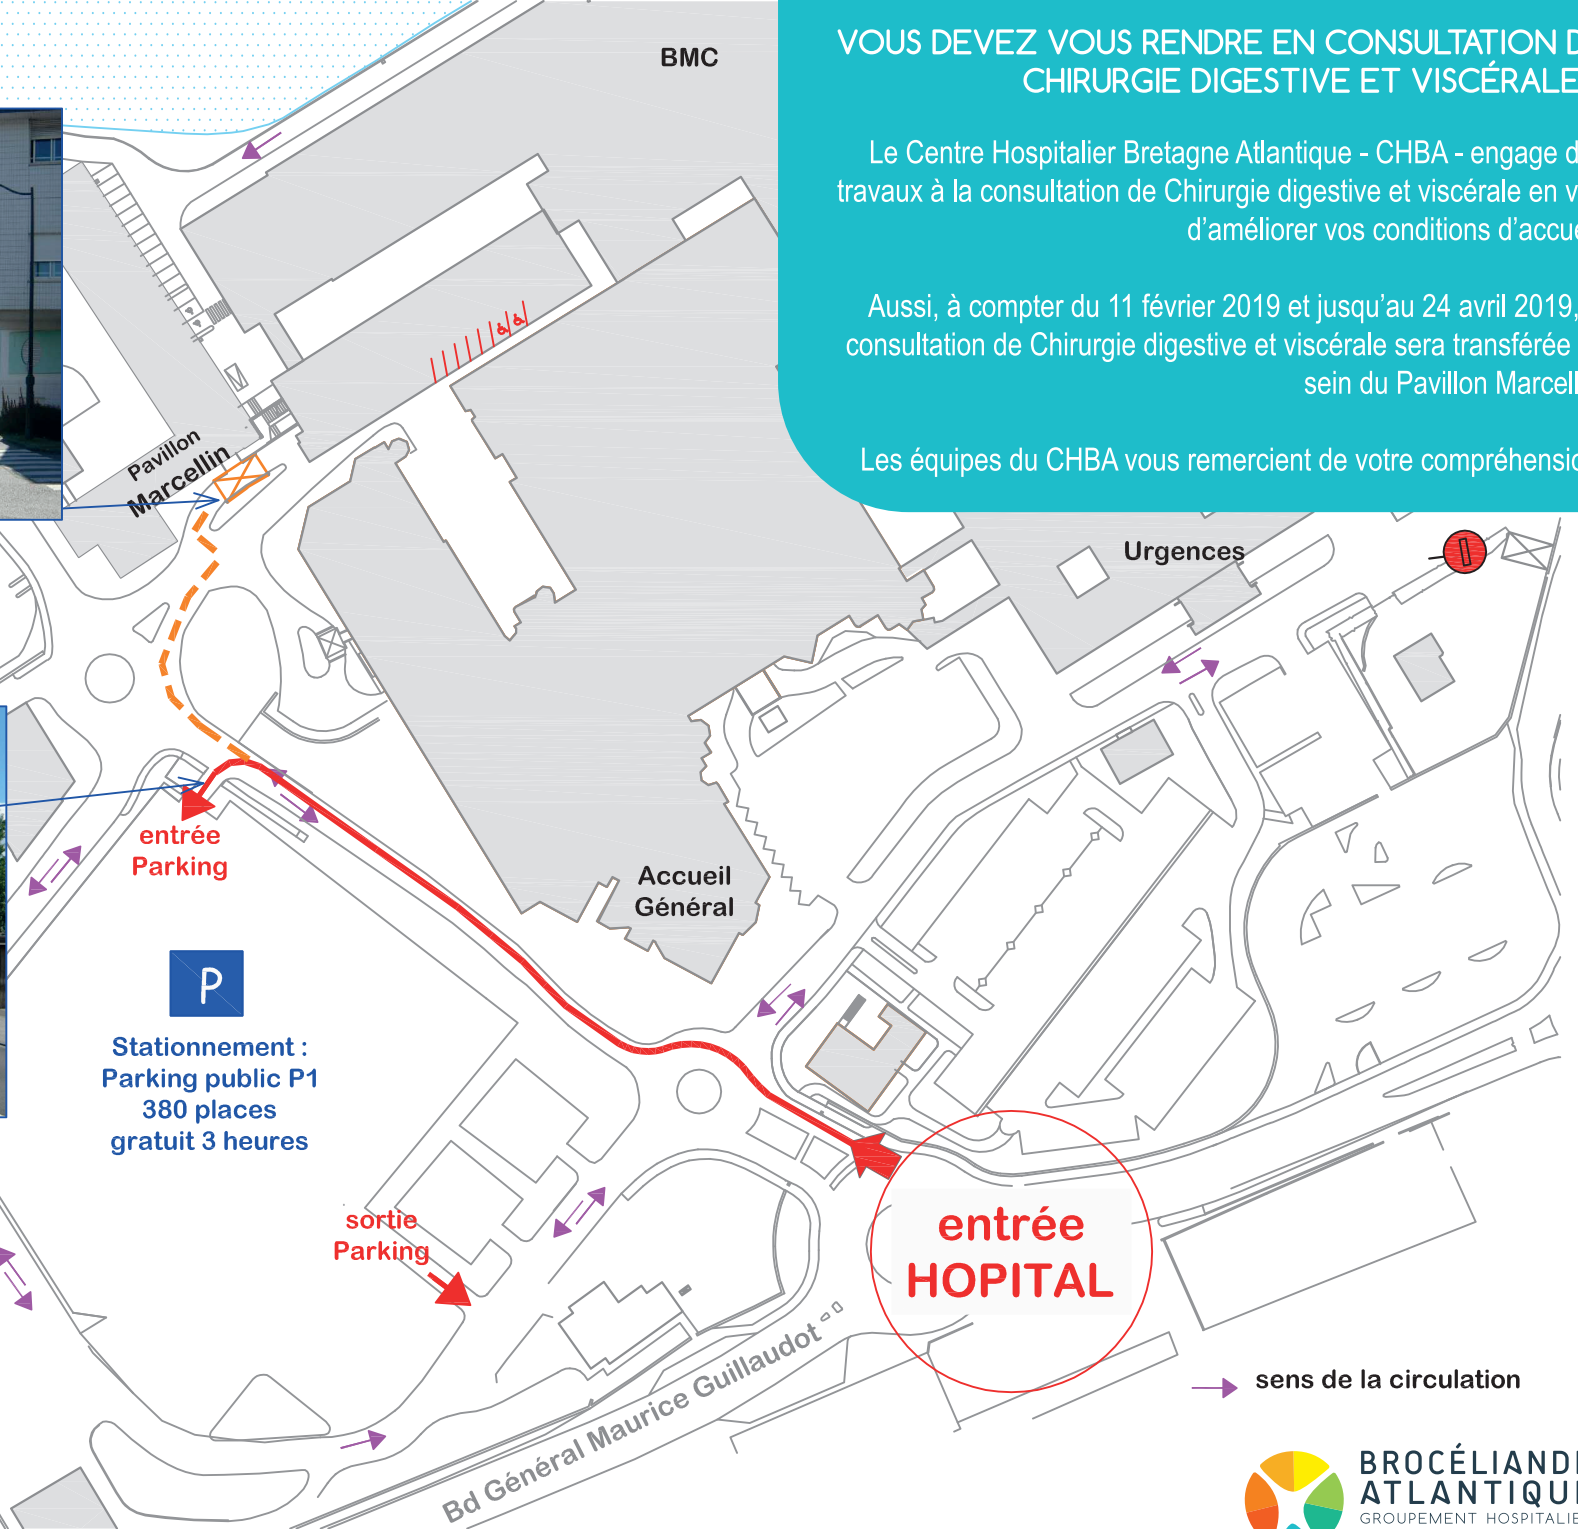 BMC
VOUS DEVEZ VOUS RENDRE EN CONSULTATION D
CHIRURGIE DIGESTIVE ET VISCÉRALE
Le Centre Hospitalier Bretagne Atlantique - CHBA - engage d
travaux à la consultation de Chirurgie digestive et viscérale en v
d'améliorer vos conditions d'accue
Aussi, à compter du 11 février 2019 et jusqu'au 24 avril 2019,
consultation de Chirurgie digestive et viscérale sera transférée
sein du Pavillon Marcell
Les équipes du CHBA vous remercient de votre compréhensio
Pavillon
Marcellin
Urgences
entrée
Parking
Accueil
Général
P
Stationnement :
Parking public P1
380 places
gratuit 3 heures
sortie
Parking
entrée
HOPITAL
Bd Général Maurice Guillaudot
sens de la circulation
BROCÉLIANDE
ATLANTIQUE
GROUPEMENT HOSPITALIE